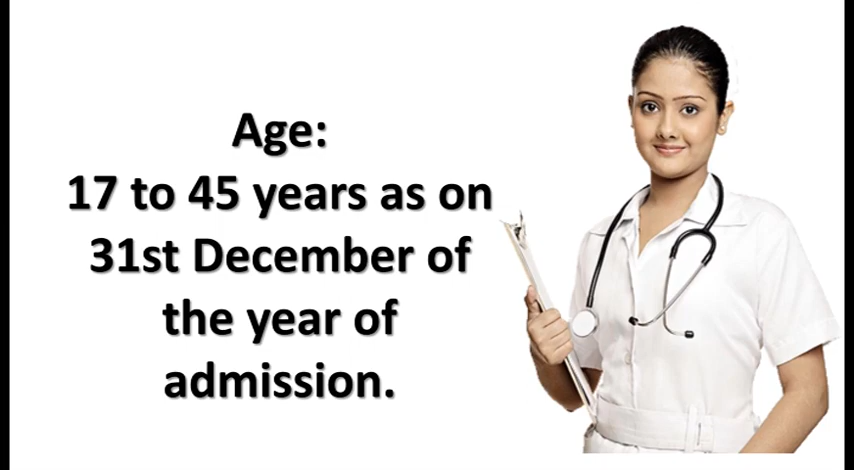 Age:
17 to 45 years as on
31st December of
the year of
admission.